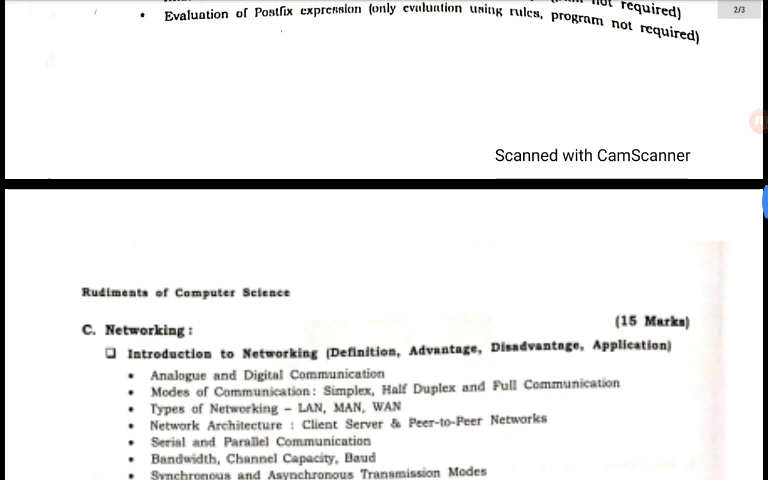 not required)
2/3
• Evaluation of Postfix expression (only evaluation using rules, program not required)
Scanned with CamScanner
Rudiments of Computer Science
C. Networking : (15 Marks)
❑ Introduction to Networking (Definition, Advantage, Disadvantage, Application)
• Analogue and Digital Communication
• Modes of Communication : Simplex, Half Duplex and Full Communication
• Types of Networking – LAN, MAN, WAN
• Network Architecture : Client Server & Peer-to-Peer Networks
• Serial and Parallel Communication
• Bandwidth, Channel Capacity, Baud
• Synchronous and Asynchronous Transmission Modes